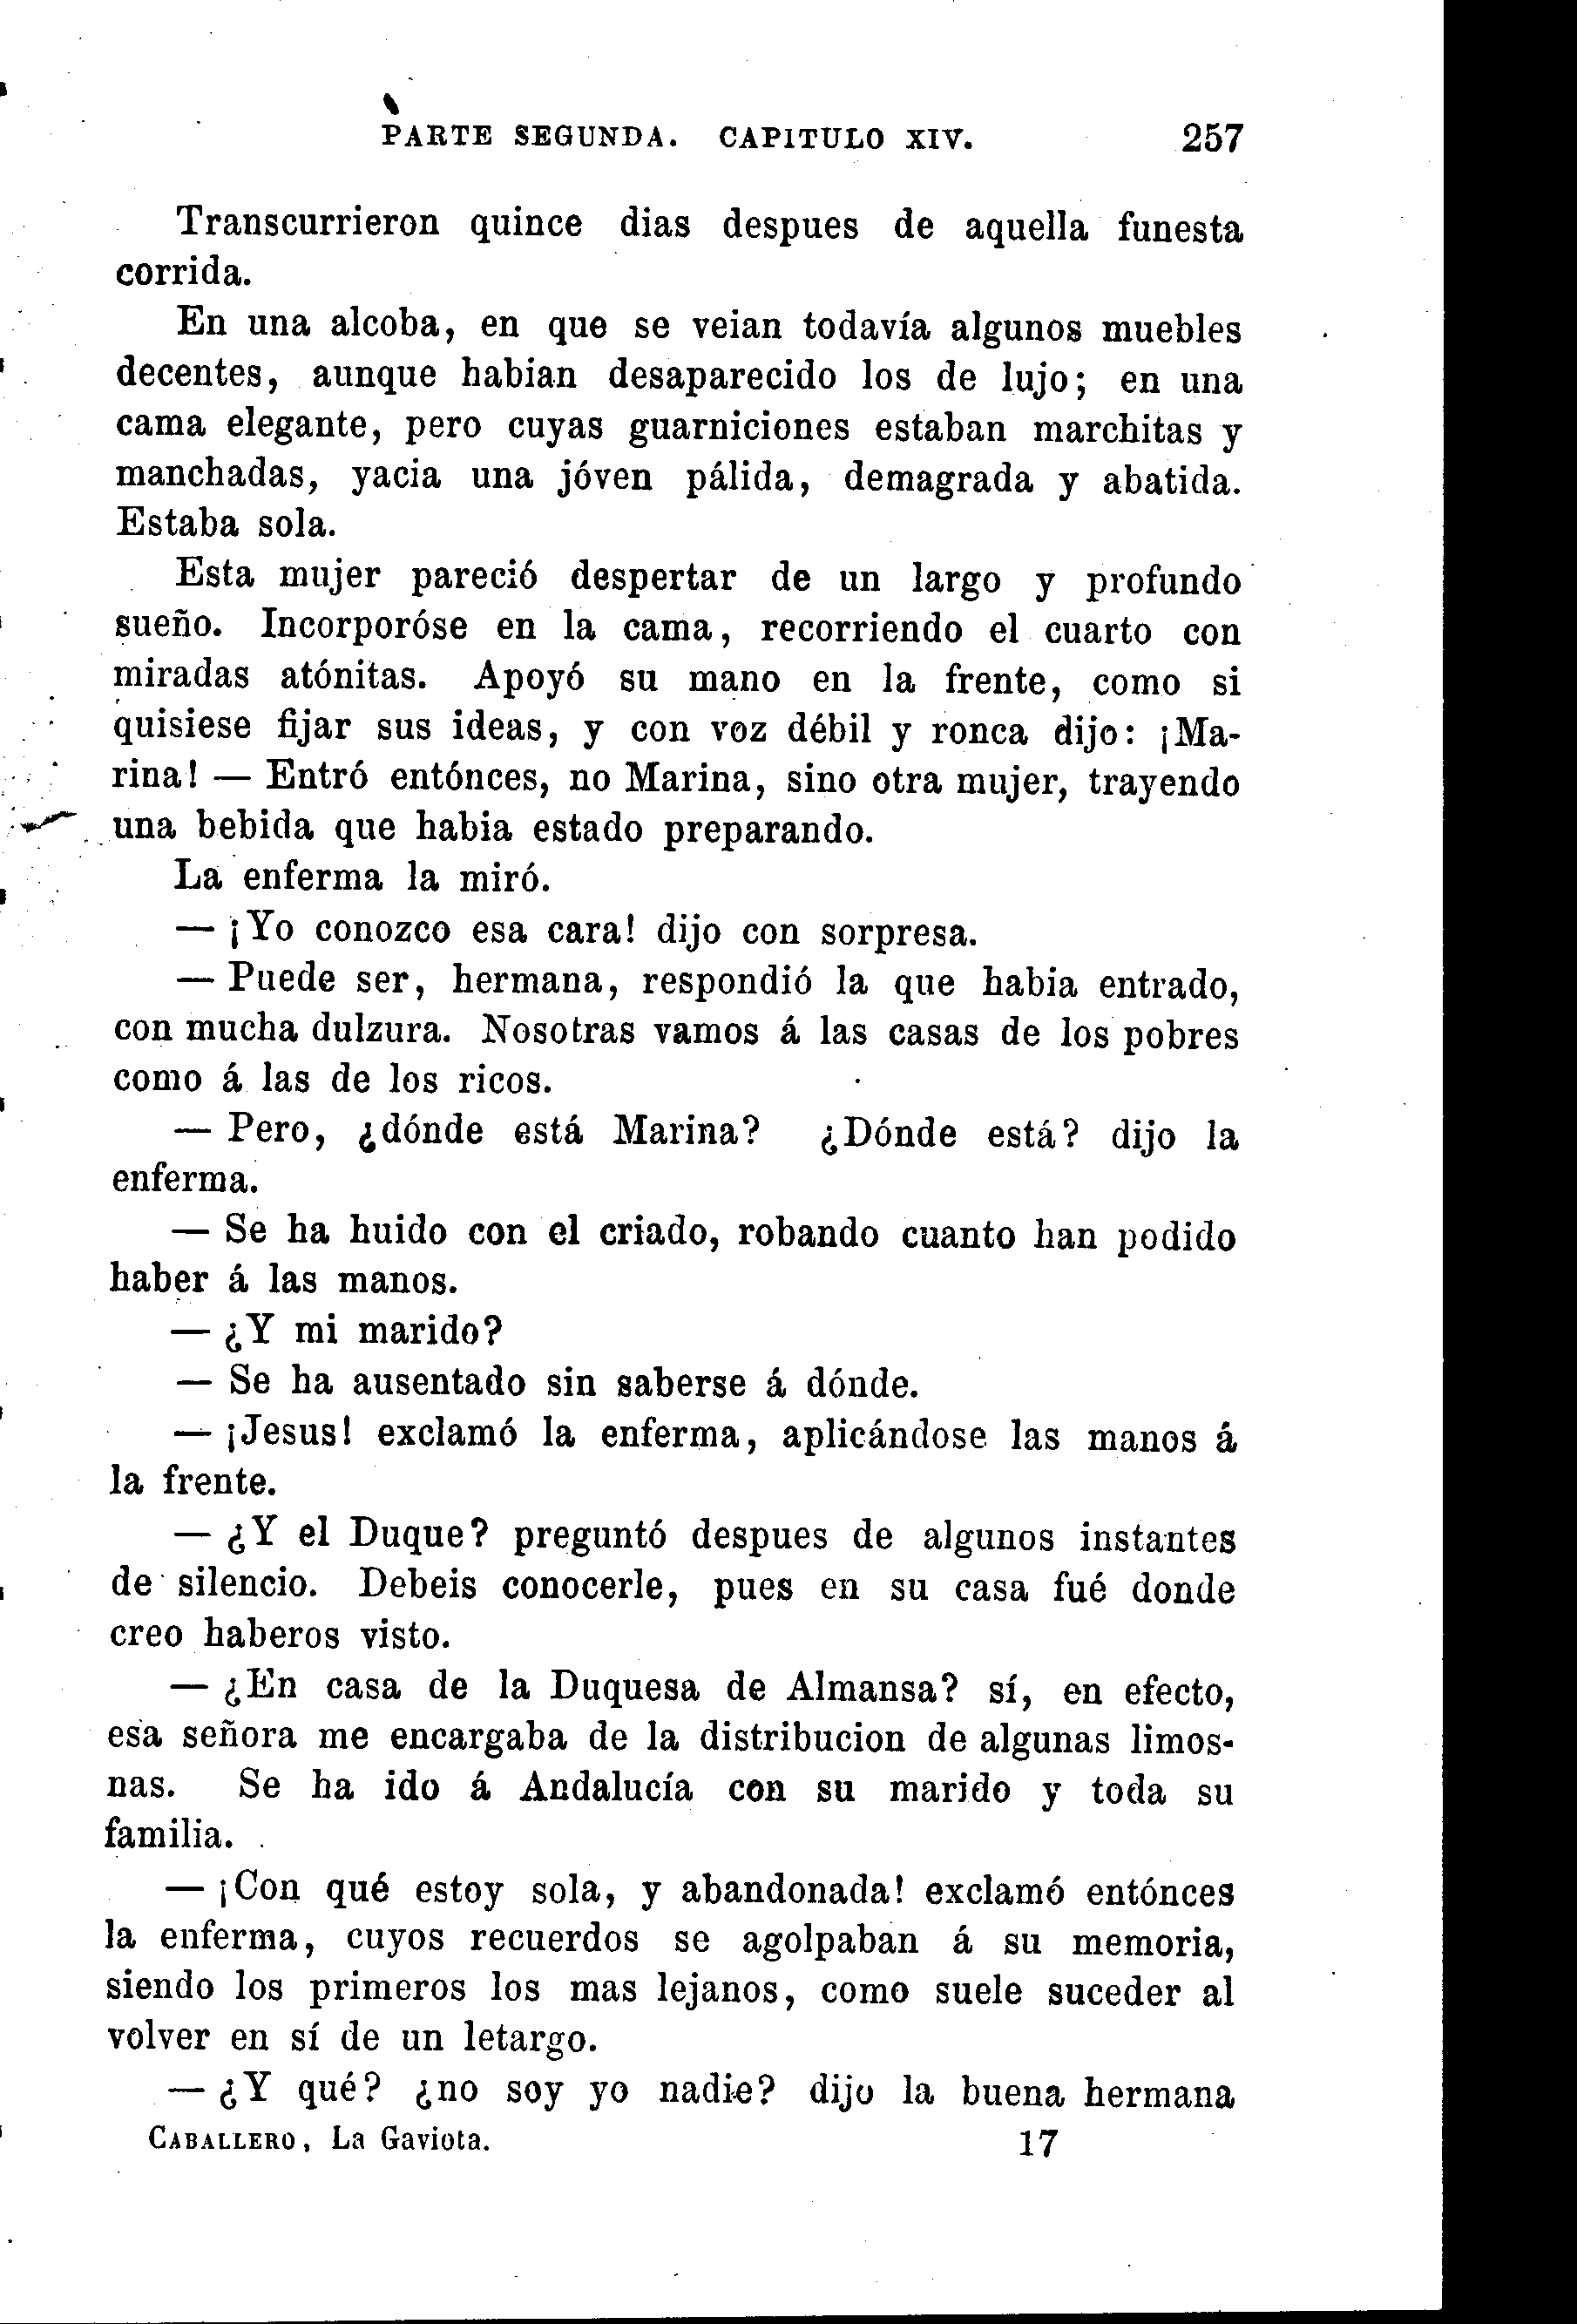 PARTE SEGUNDA. CAPITULO XIV. 257
Transcurrieron quince dias despues de aquella funesta
corrida.
En una alcoba, en que se veian todavía algunos muebles
decentes, aunque habian desaparecido los de lujo; en una
cama elegante, pero cuyas guarniciones estaban marchitas y
manchadas, yacia una jóven pálida, demagrada y abatida.
Estaba sola.
Esta mujer pareció despertar de un largo y profundo
sueño. Incorporóse en la cama, recorriendo el cuarto con
miradas atónitas. Apoyó su mano en la frente, como si
quisiese fijar sus ideas, y con voz débil y ronca dijo: ¡Ma-
rina! — Entró entónces, no Marina, sino otra mujer, trayendo
una bebida que habia estado preparando.
La enferma la miró.
— ¡Yo conozco esa cara! dijo con sorpresa.
— Puede ser, hermana, respondió la que habia entrado,
con mucha dulzura. Nosotras vamos á las casas de los pobres
como á las de los ricos.
— Pero, ¿dónde está Marina? ¿Dónde está? dijo la
enferma.
— Se ha huido con el criado, robando cuanto han podido
haber á las manos.
— ¿Y mi marido?
— Se ha ausentado sin saberse á dónde.
— ¡Jesus! exclamó la enferma, aplicándose las manos á
la frente.
— ¿Y el Duque? preguntó despues de algunos instantes
de silencio. Debeis conocerle, pues en su casa fué donde
creo haberos visto.
— ¿En casa de la Duquesa de Almansa? sí, en efecto,
esa señora me encargaba de la distribucion de algunas limos-
nas. Se ha ido á Andalucía con su marido y toda su
familia.
— ¡Con qué estoy sola, y abandonada! exclamó entónces
la enferma, cuyos recuerdos se agolpaban á su memoria,
siendo los primeros los mas lejanos, como suele suceder al
volver en sí de un letargo.
— ¿Y qué? ¿no soy yo nadie? dijo la buena hermana
CABALLERO, La Gaviota. 17